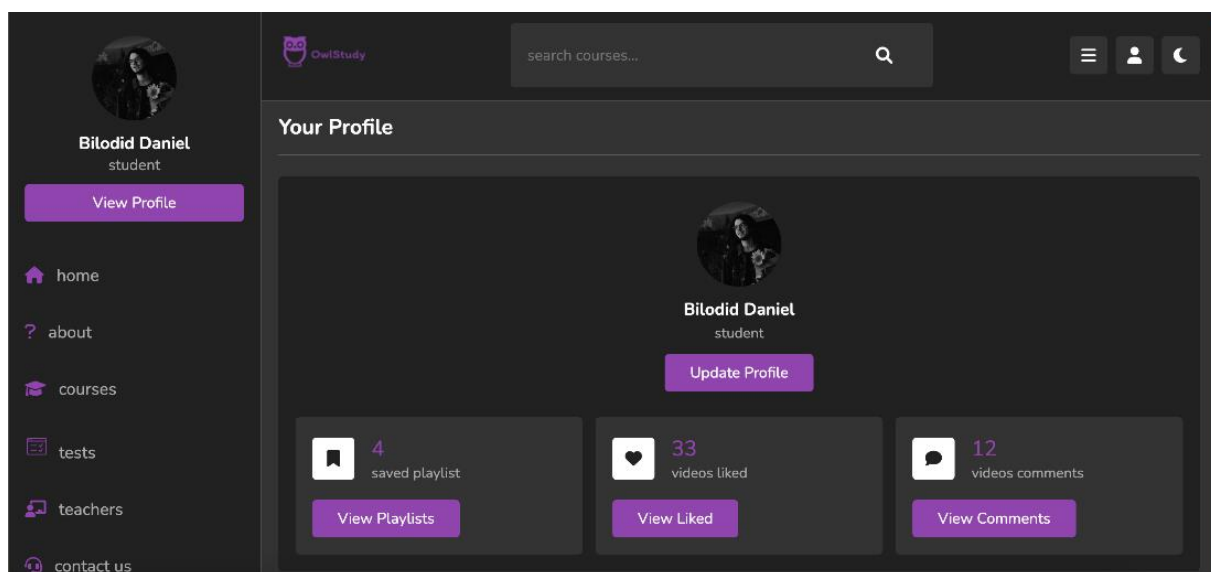 Bilodid Daniel
student
View Profile
home
? about
courses
tests
teachers
contact us
OwlStudy
search courses...
Your Profile
Bilodid Daniel
student
Update Profile
4
saved playlist
View Playlists
33
videos liked
View Liked
12
videos comments
View Comments